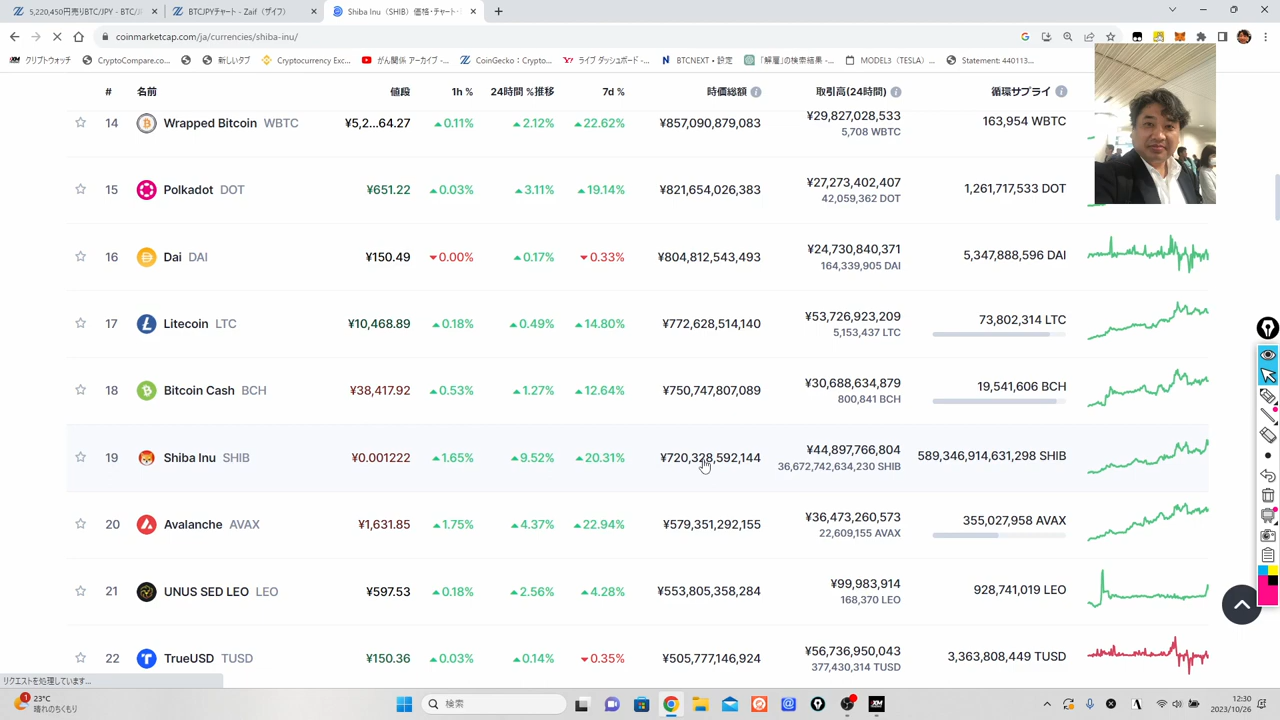 5,220,450円売りBTC/JPY - BTC/J
BTCJPYチャート - Zaif（ザイフ）
Shiba Inu（SHIB）価格・チャート・
coinmarketcap.com/ja/currencies/shiba-inu/
クリプトウォッチ
CryptoCompare.co...
新しいタブ
Cryptocurrency Exc...
がん関係 アーカイブ -...
CoinGecko：Crypto...
ライブ ダッシュボード -...
BTCNEXT • 設定
「解雇」の検索結果 -...
MODEL3（TESLA）...
Statement: 440113...
# 名前 値段 1h % 24時間 %推移 7d % 時価総額 取引高(24時間) 循環サプライ
14 Wrapped Bitcoin WBTC ¥5,2...64.27 0.11% 2.12% 22.62% ¥857,090,879,083 ¥29,827,028,533 163,954 WBTC
5,708 WBTC
15 Polkadot DOT ¥651.22 0.03% 3.11% 19.14% ¥821,654,026,383 ¥27,273,402,407 1,261,717,533 DOT
42,059,362 DOT
16 Dai DAI ¥150.49 0.00% 0.17% 0.33% ¥804,812,543,493 ¥24,730,840,371 5,347,888,596 DAI
164,339,905 DAI
17 Litecoin LTC ¥10,468.89 0.18% 0.49% 14.80% ¥772,628,514,140 ¥53,726,923,209 73,802,314 LTC
5,153,437 LTC
18 Bitcoin Cash BCH ¥38,417.92 0.53% 1.27% 12.64% ¥750,747,807,089 ¥30,688,634,879 19,541,606 BCH
800,841 BCH
19 Shiba Inu SHIB ¥0.001222 1.65% 9.52% 20.31% ¥720,328,592,144 ¥44,897,766,804 589,346,914,631,298 SHIB
36,672,742,634,230 SHIB
20 Avalanche AVAX ¥1,631.85 1.75% 4.37% 22.94% ¥579,351,292,155 ¥36,473,260,573 355,027,958 AVAX
22,609,155 AVAX
21 UNUS SED LEO LEO ¥597.53 0.18% 2.56% 4.28% ¥553,805,358,284 ¥99,983,914 928,741,019 LEO
168,370 LEO
22 TrueUSD TUSD ¥150.36 0.03% 0.14% 0.35% ¥505,777,146,924 ¥56,736,950,043 3,363,808,449 TUSD
377,430,314 TUSD
リクエストを処理しています...
1
23°C
晴れのちくもり
検索
XM
A
12:30
2023/10/26